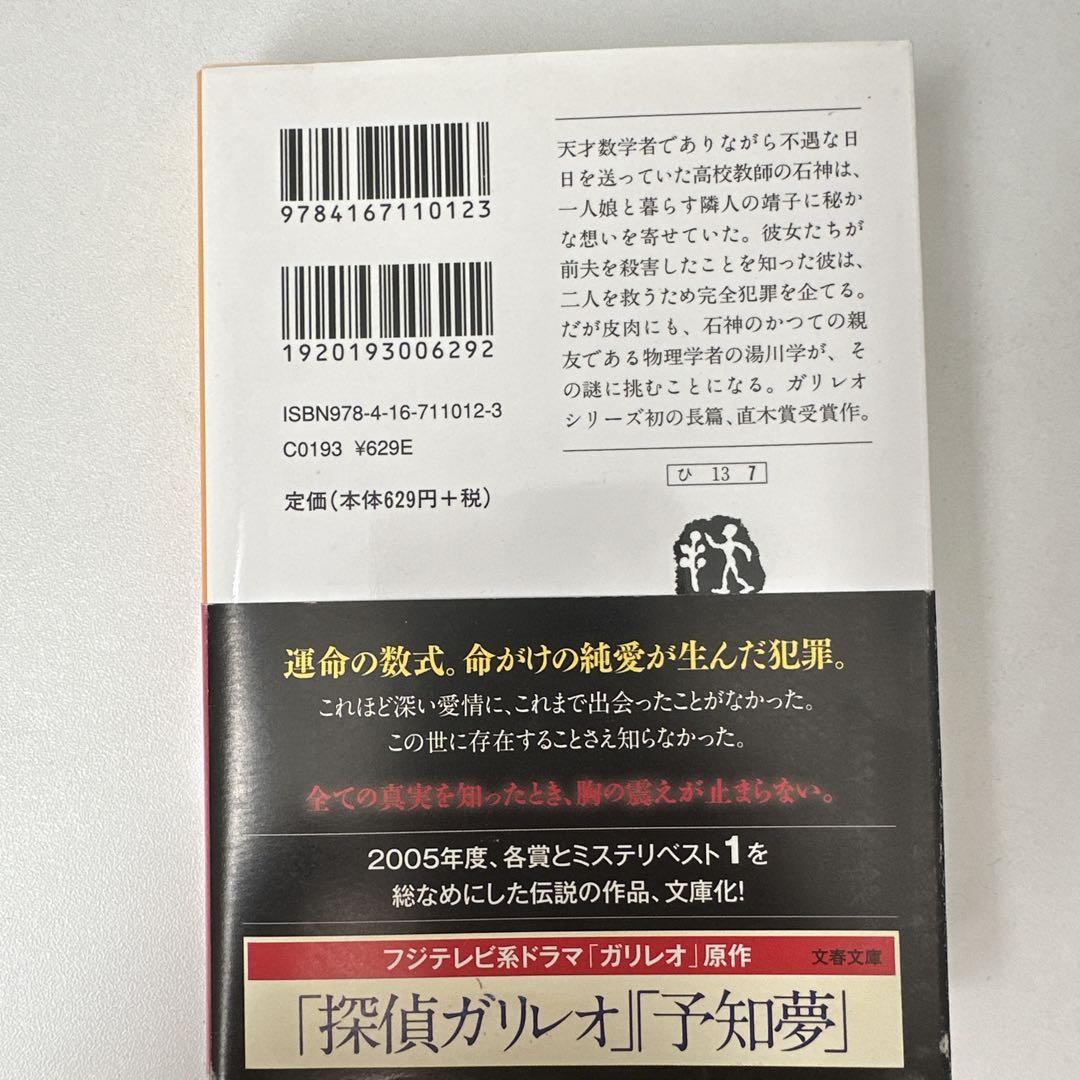 9784167110123
1920193006292
ISBN978-4-16-711012-3
C0193 ¥629E
定価(本体629円+税)
天才数学者でありながら不遇な日
日を送っていた高校教師の石神は、
一人娘と暮らす隣人の靖子に秘か
な想いを寄せていた。彼女たちが
前夫を殺害したことを知った彼は、
二人を救うため完全犯罪を企てる。
だが皮肉にも、石神のかつての親
友である物理学者の湯川学が、そ
の謎に挑むことになる。ガリレオ
シリーズ初の長篇、直木賞受賞作。
ひ 13 7
運命の数式。命がけの純愛が生んだ犯罪。
これほど深い愛情に、これまで出会ったことがなかった。
この世に存在することさえ知らなかった。
全ての真実を知ったとき、胸の震えが止まらない。
2005年度、各賞とミステリベスト1を
総なめにした伝説の作品、文庫化!
フジテレビ系ドラマ「ガリレオ」原作 文春文庫
「探偵ガリレオ」「予知夢」